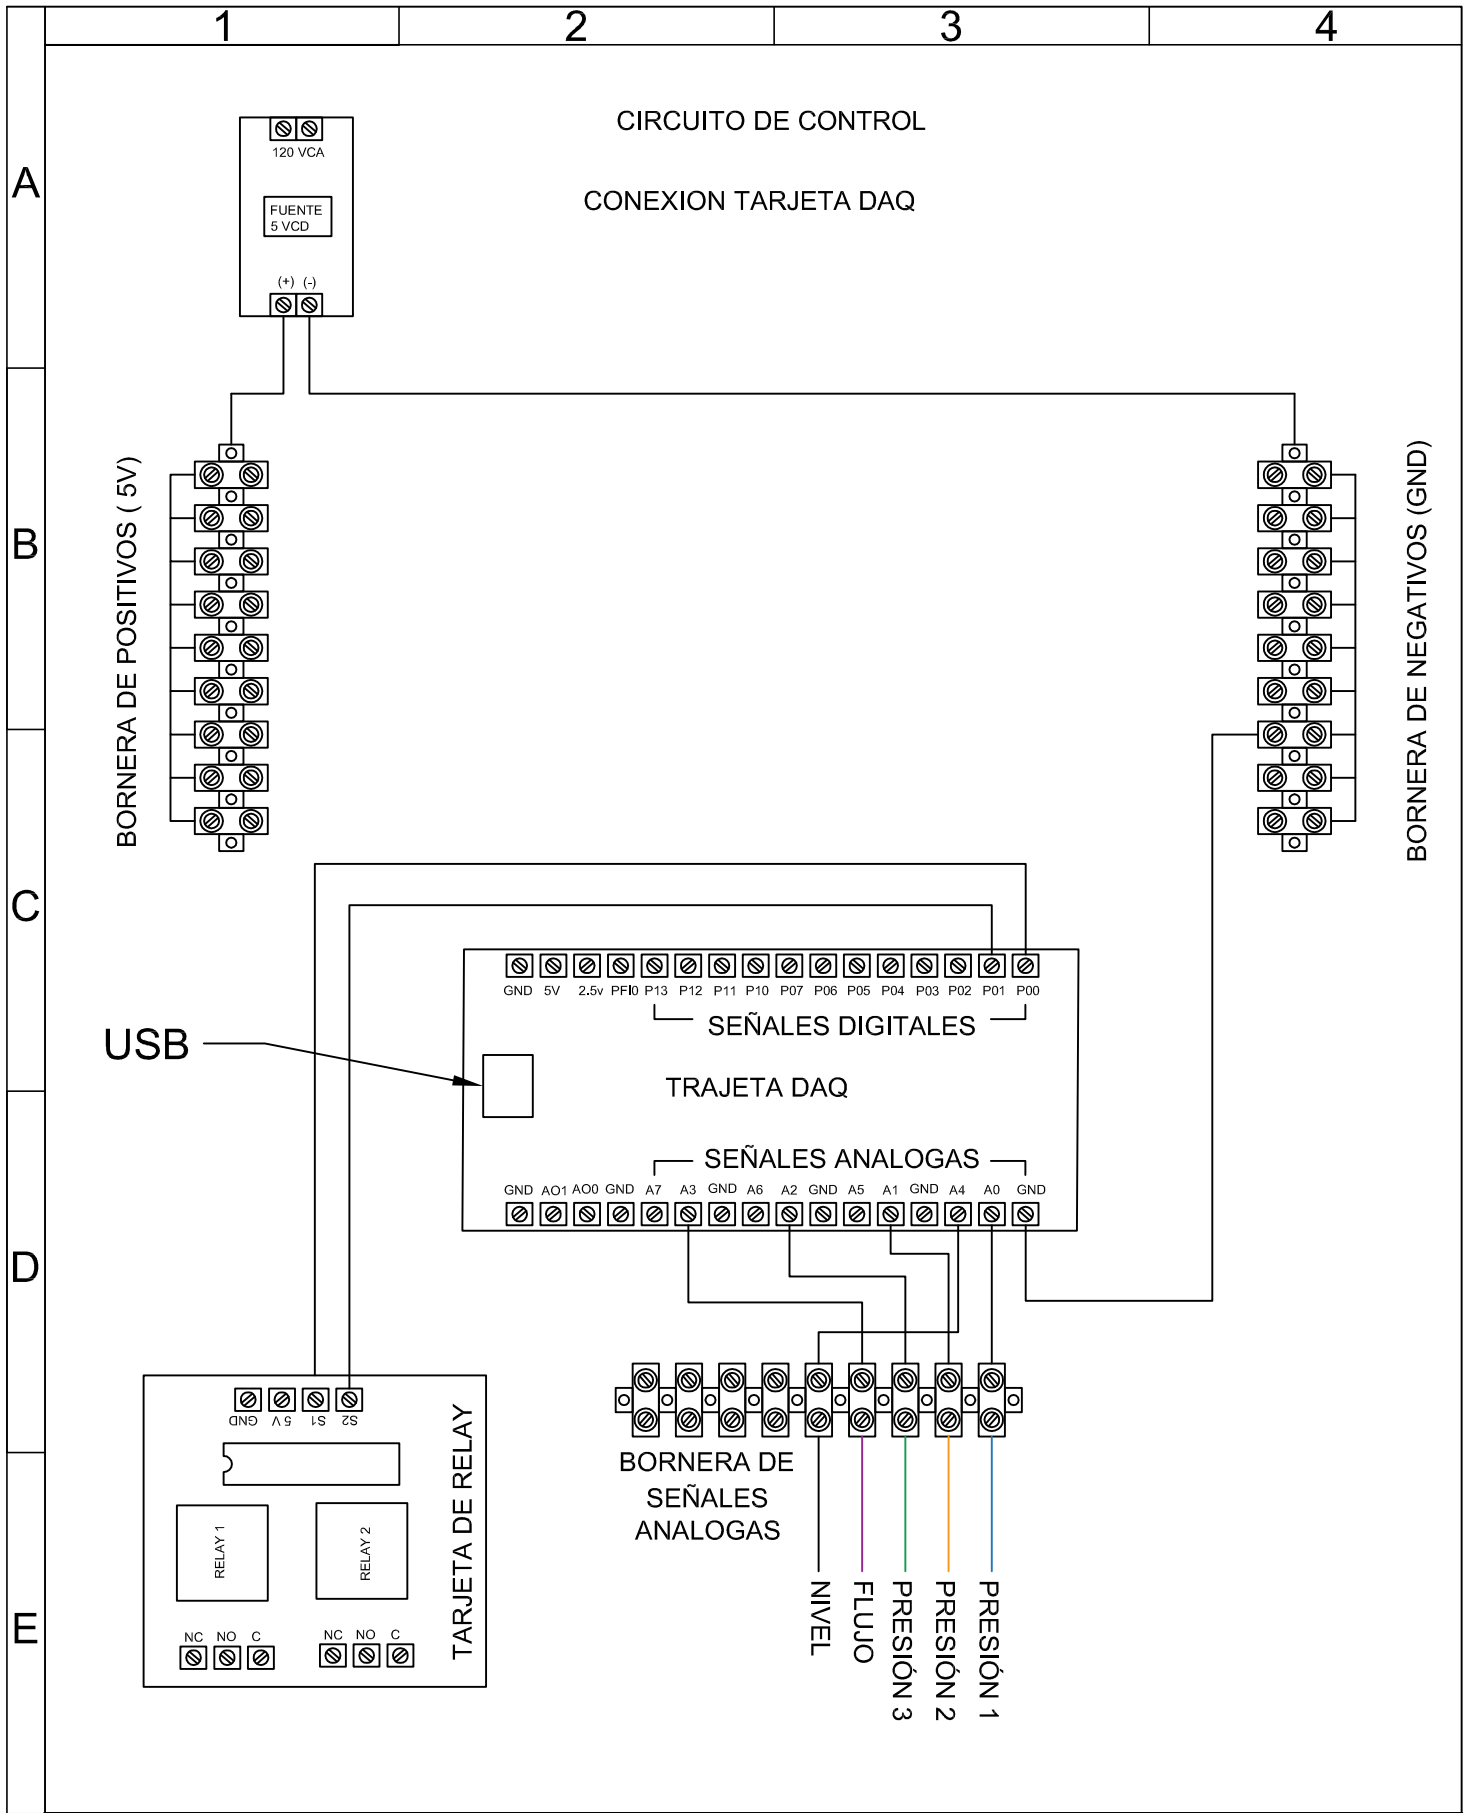 1 2 3 4
A
B
C
D
E
CIRCUITO DE CONTROL
CONEXION TARJETA DAQ
120 VCA
FUENTE
5 VCD
(+) (-)
BORNERA DE POSITIVOS ( 5V)
BORNERA DE NEGATIVOS (GND)
GND 5V 2.5v PFI0 P13 P12 P11 P10 P07 P06 P05 P04 P03 P02 P01 P00
SEÑALES DIGITALES
USB
TRAJETA DAQ
SEÑALES ANALOGAS
GND AO1 AO0 GND A7 A3 GND A6 A2 GND A5 A1 GND A4 A0 GND
GND 5 V S1 S2
TARJETA DE RELAY
RELAY 1
RELAY 2
NC NO C
NC NO C
BORNERA DE
SEÑALES
ANALOGAS
NIVEL
FLUJO
PRESIÓN 3
PRESIÓN 2
PRESIÓN 1